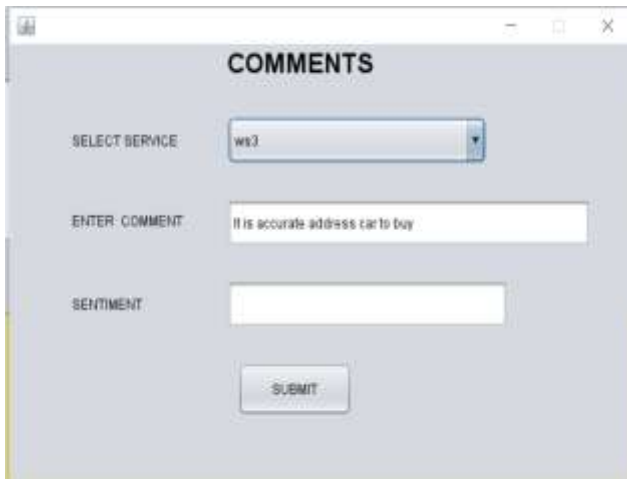 COMMENTS
SELECT SERVICE
ws3
ENTER COMMENT
It is accurate address car to buy
SENTIMENT
SUBMIT